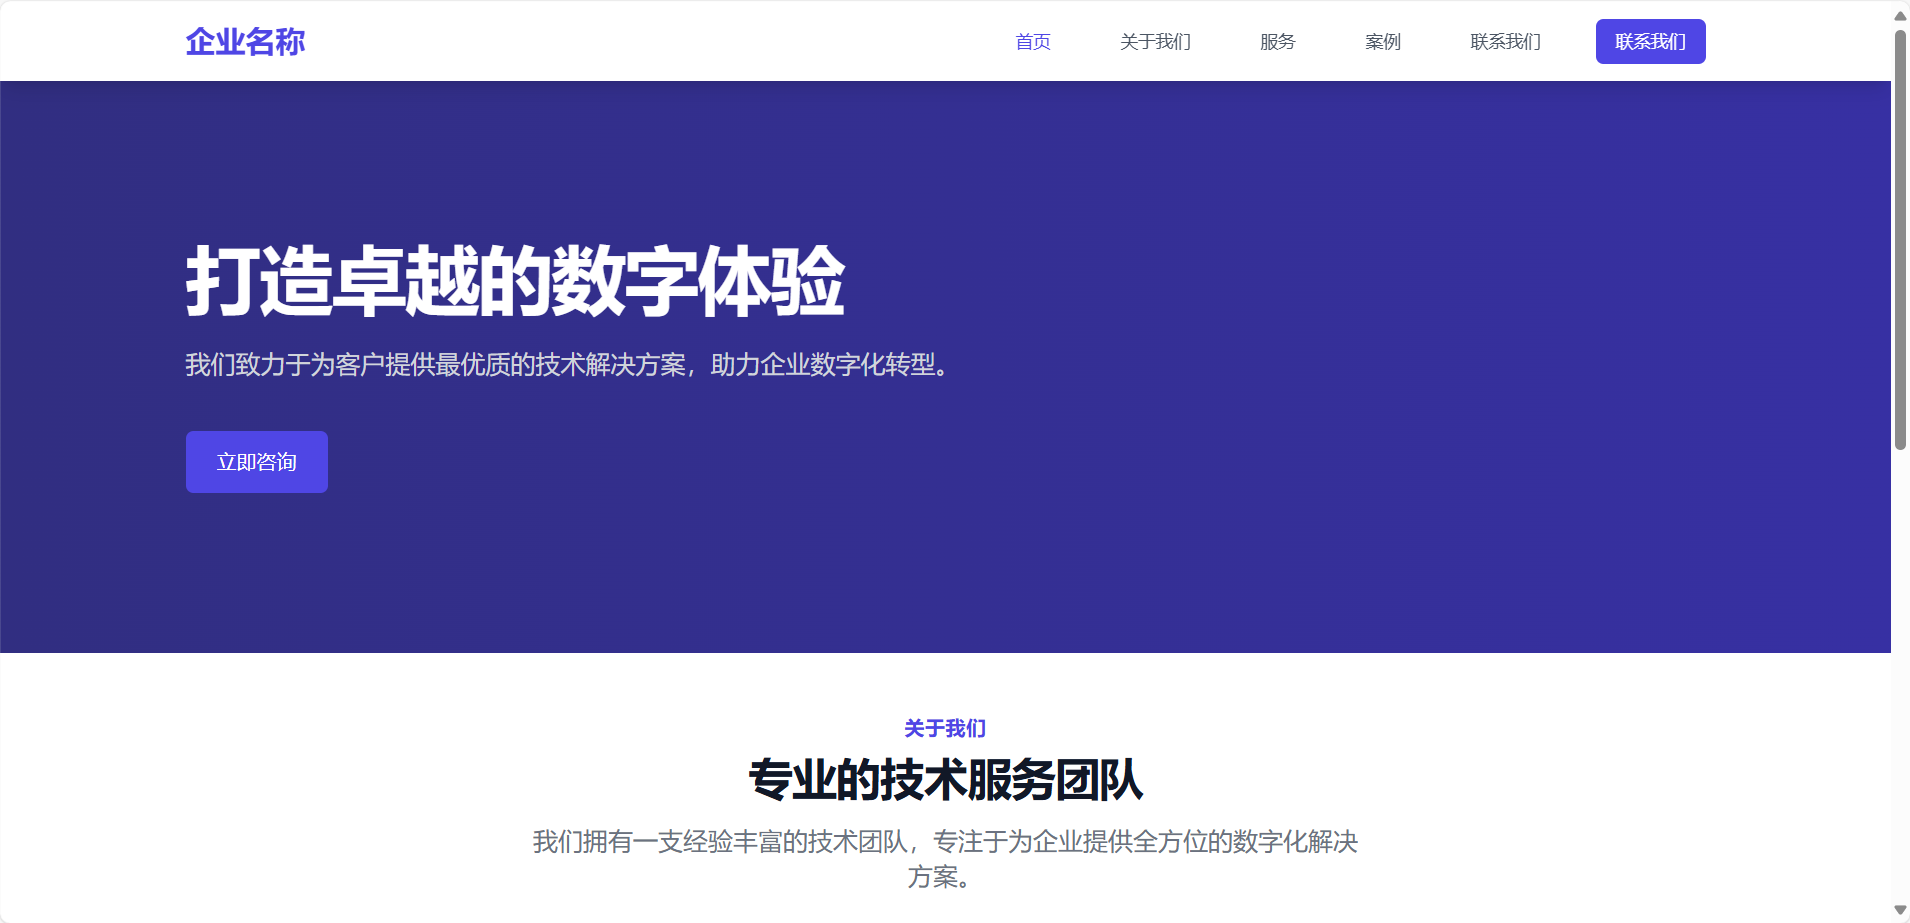 企业名称
首页
关于我们
服务
案例
联系我们
联系我们
打造卓越的数字体验
我们致力于为客户提供最优质的技术解决方案，助力企业数字化转型。
立即咨询
关于我们
专业的技术服务团队
我们拥有一支经验丰富的技术团队，专注于为企业提供全方位的数字化解决
方案。